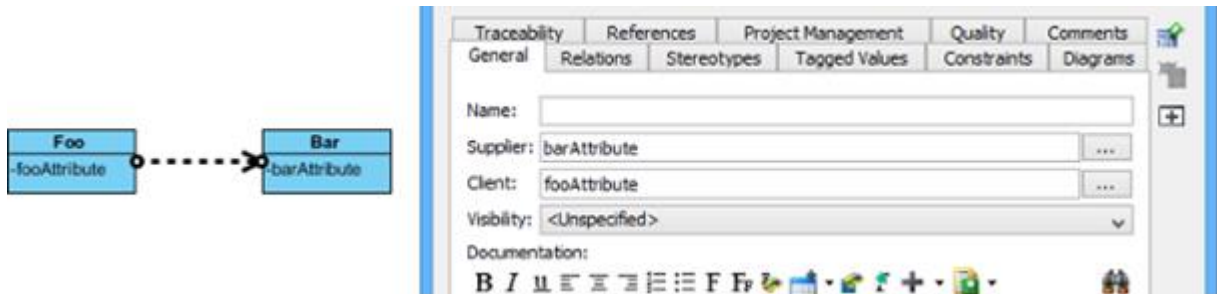 Foo
-fooAttribute
Bar
-barAttribute
Traceability References Project Management Quality Comments
General Relations Stereotypes Tagged Values Constraints Diagrams
Name:
Supplier: barAttribute ...
Client: fooAttribute ...
Visibility: <Unspecified>
Documentation:
B I U F FF